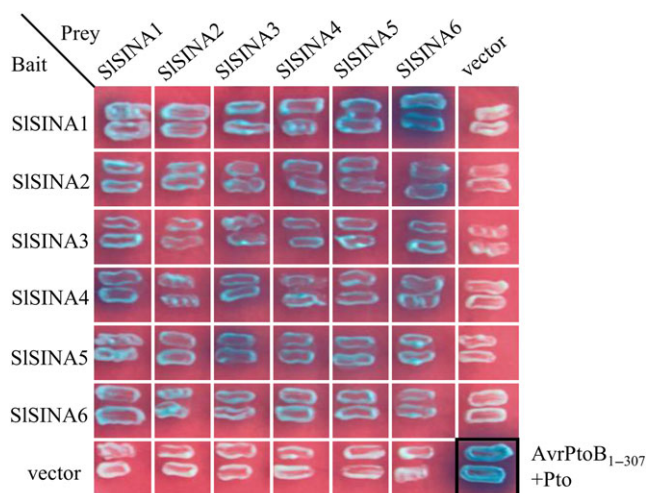 Prey
Bait
SlSINA1 SlSINA2 SlSINA3 SlSINA4 SlSINA5 SlSINA6 vector
SlSINA1
SlSINA2
SlSINA3
SlSINA4
SlSINA5
SlSINA6
vector
AvrPtoB1–307
+Pto